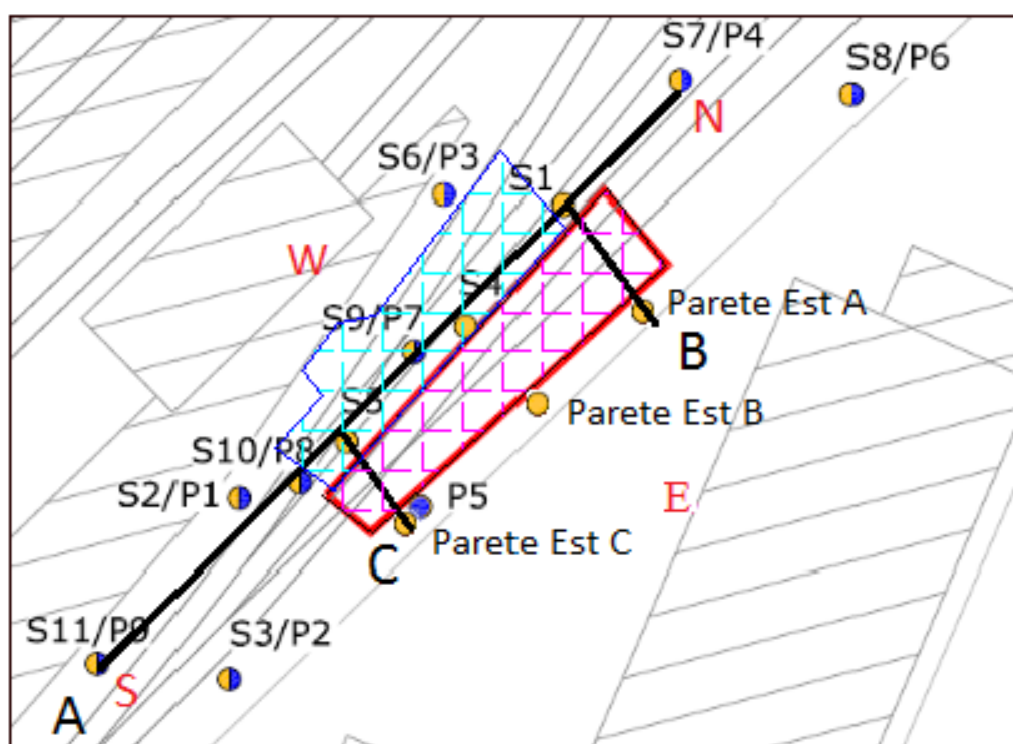 S7/P4
S8/P6
N
S6/P3
S1
W
S4
Parete Est A
S9/P7
B
S5
Parete Est B
S10/P8
S2/P1
P5
E
Parete Est C
C
S11/P9
S3/P2
S
A